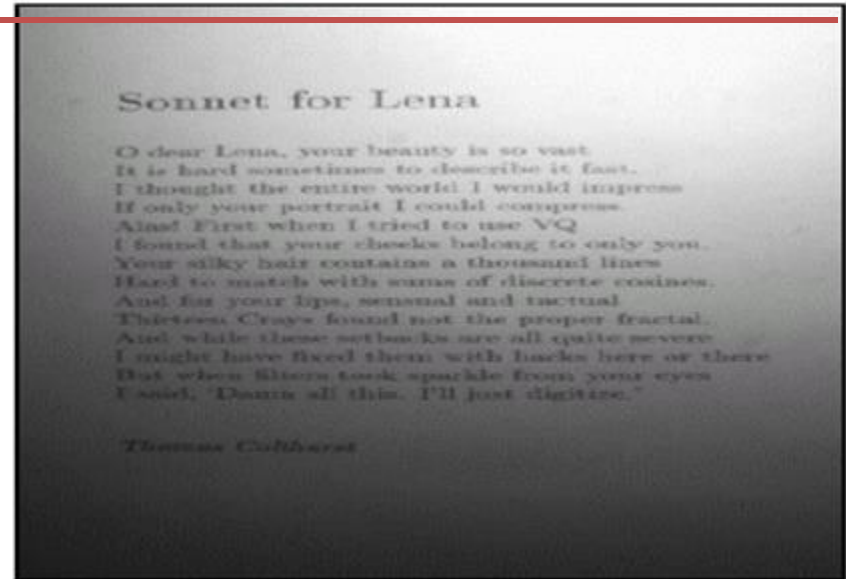 Sonnet for Lena
O dear Lena, your beauty is so vast
It is hard sometimes to describe it fast.
I thought the entire world I would impress
If only your portrait I could compress.
Alas! First when I tried to use VQ
I found that your cheeks belong to only you.
Your silky hair contains a thousand lines
Hard to match with sums of discrete cosines.
And for your lips, sensual and tactual
Thirteen Crays found not the proper fractal.
And while these setbacks are all quite severe
I might have fixed them with hacks here or there
But when filters took sparkle from your eyes
I said, 'Damn all this. I'll just digitize.'
Thomas Colthurst